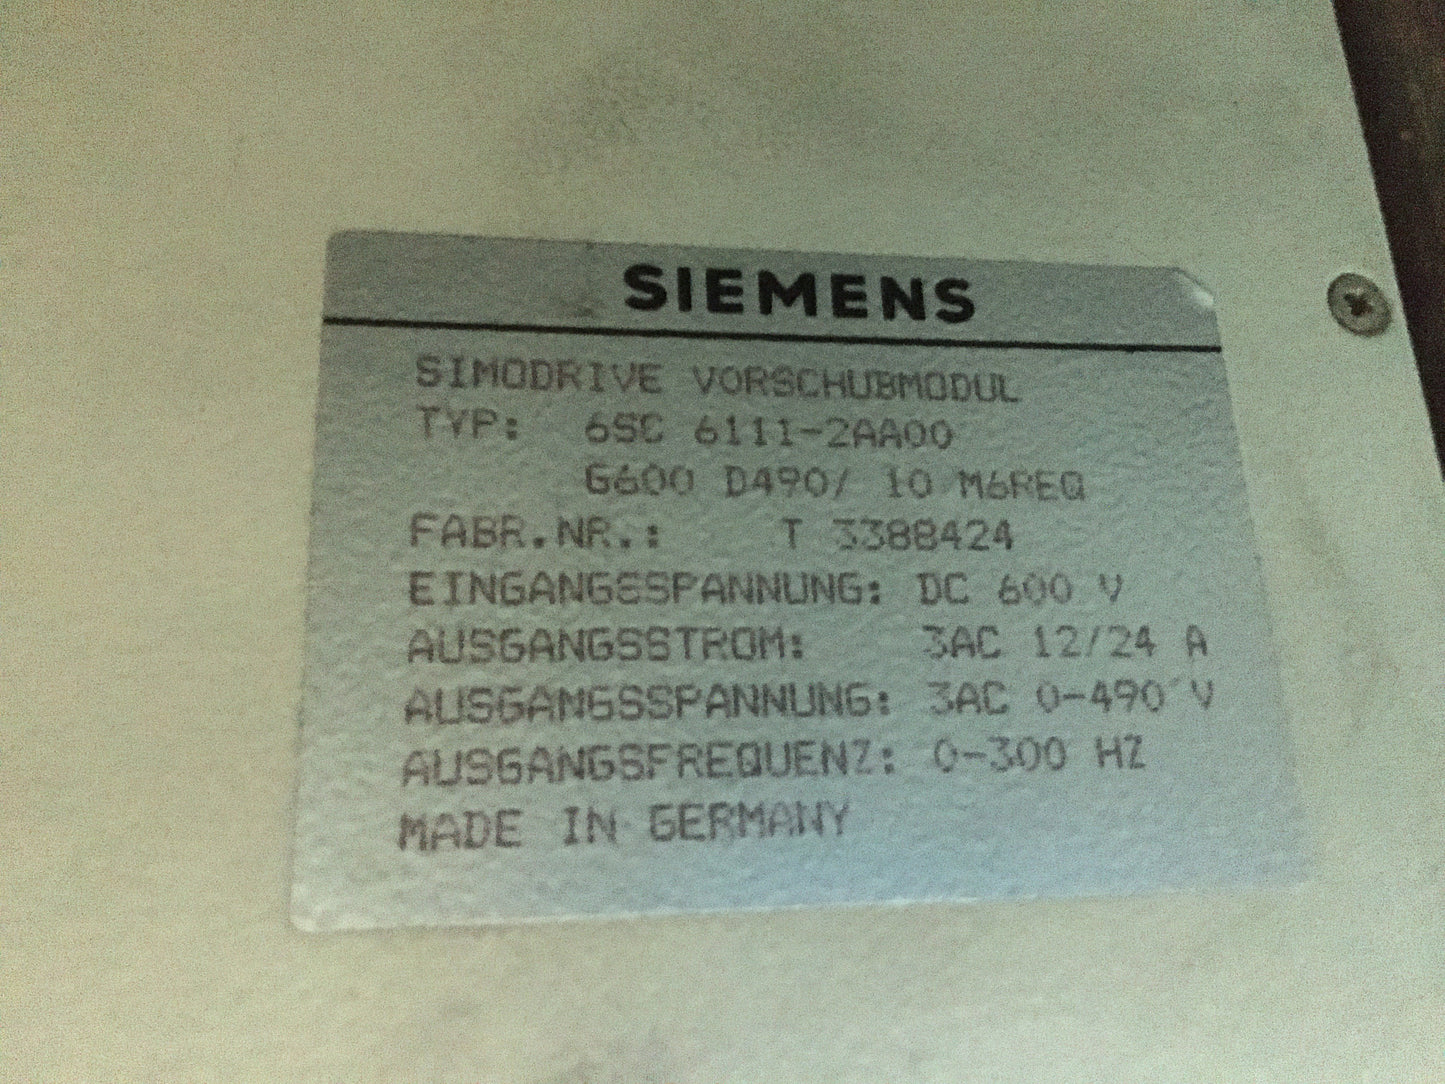 SIEMENS
SIMODRIVE VORSCHUBMODUL
TYP: 6SC 6111-2AA00
G600 D490/ 10 M6REQ
FABR.NR.: T 3388424
EINGANGSSPANNUNG: DC 600 V
AUSGANGSSTROM: 3AC 12/24 A
AUSGANGSSPANNUNG: 3AC 0-490 V
AUSGANGSFREQUENZ: 0-300 HZ
MADE IN GERMANY